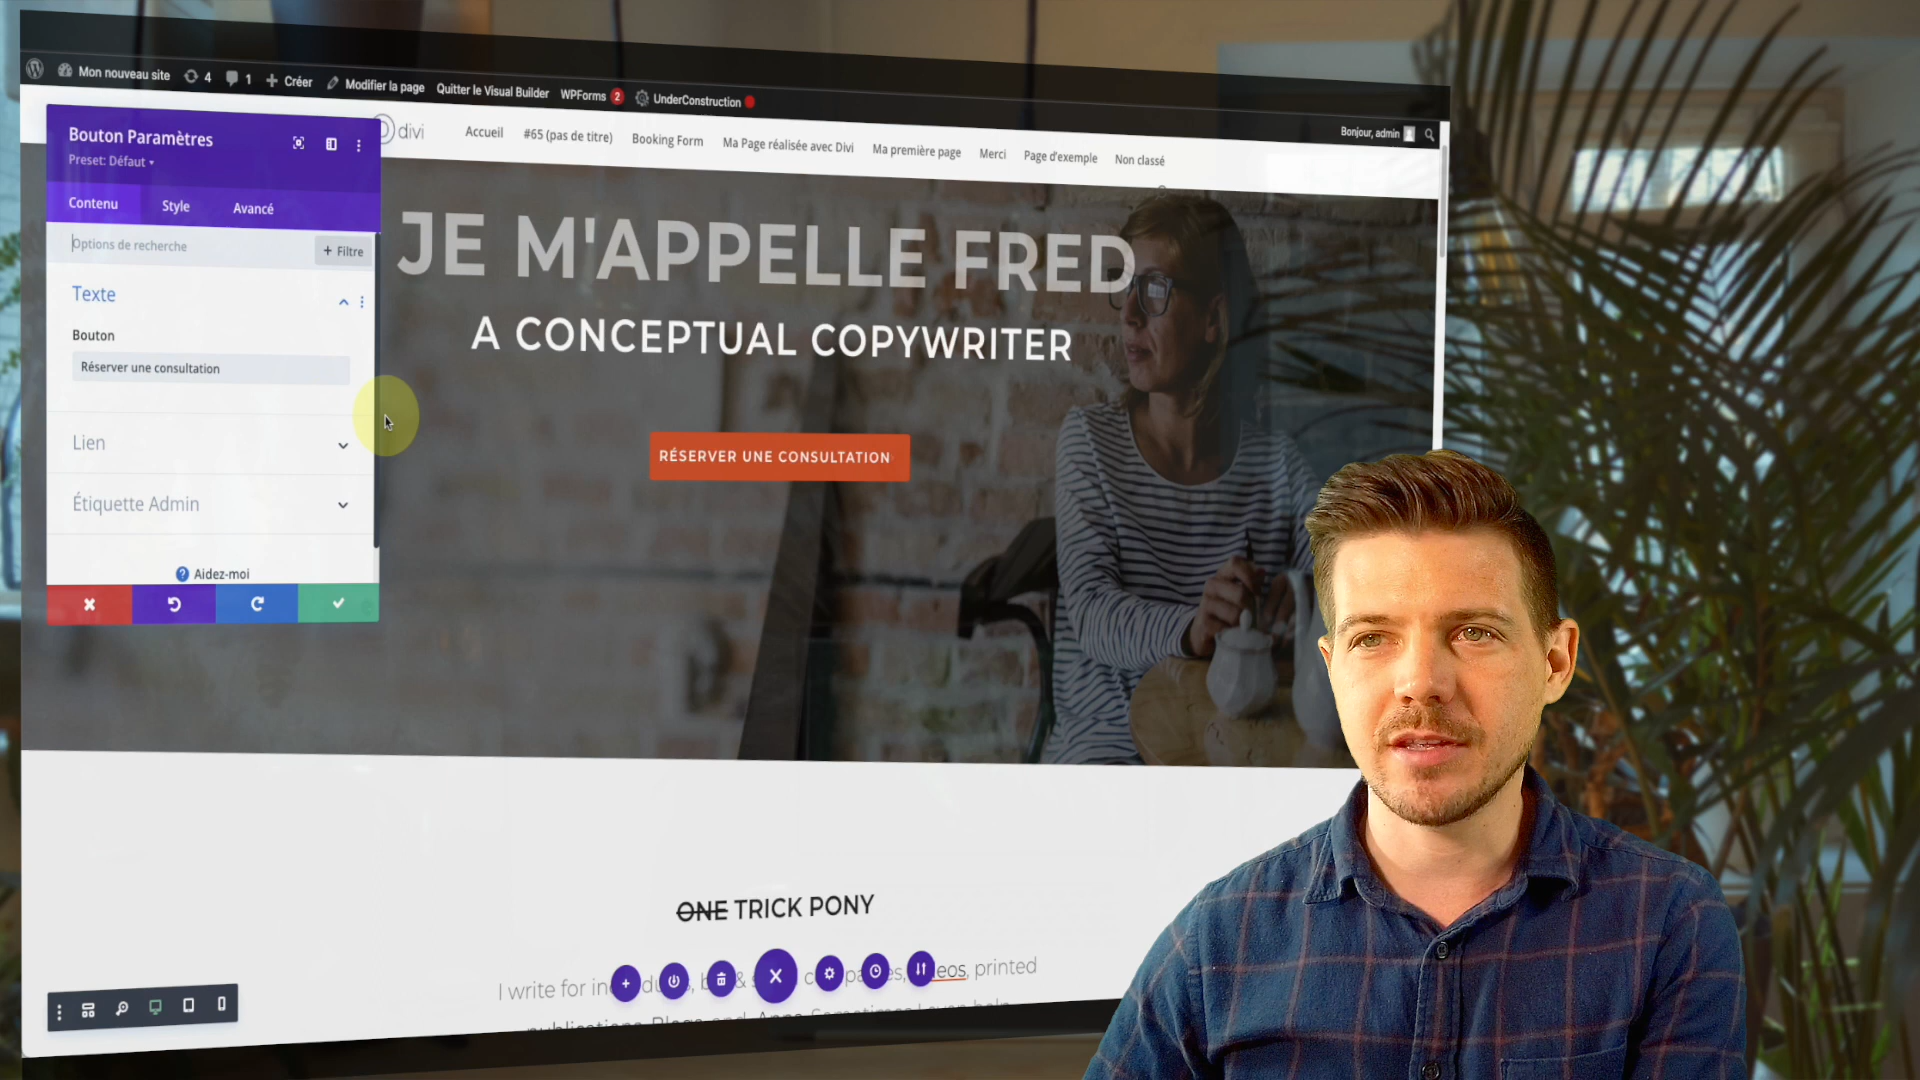 Mon nouveau site 4 1 Créer Modifier la page Quitter le Visual Builder WPForms 2 UnderConstruction
Bonjour, admin
divi Accueil #65 (pas de titre) Booking Form Ma Page réalisée avec Divi Ma première page Merci Page d'exemple Non classé
Bouton Paramètres
Preset: Défaut
Contenu Style Avancé
Options de recherche
+ Filtre
Texte
Bouton
Réserver une consultation
Lien
Étiquette Admin
Aidez-moi
JE M'APPELLE FRED
A CONCEPTUAL COPYWRITER
RÉSERVER UNE CONSULTATION
ONE TRICK PONY
I write for printed